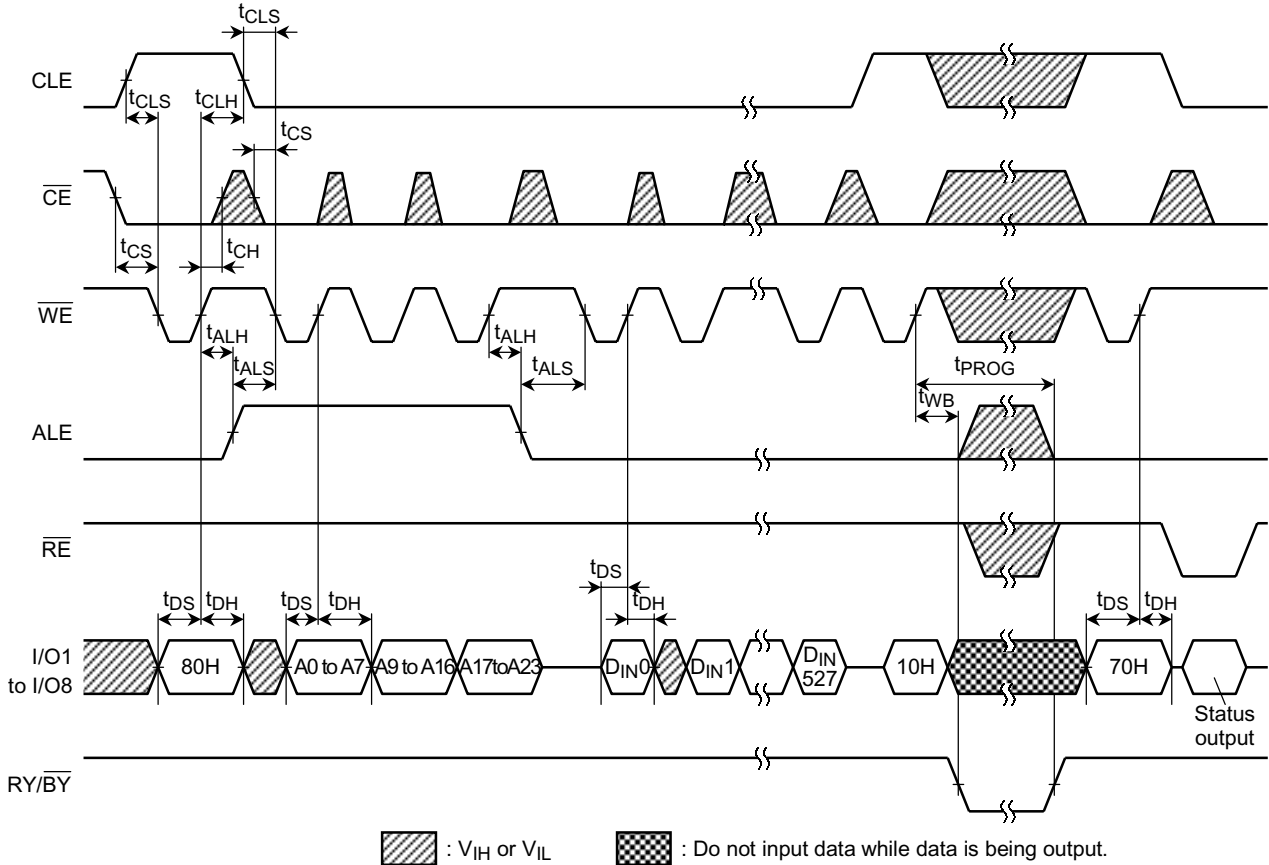 tCLS
CLE
tCLS tCLH
tCS
CE
tCS tCH
WE
tALH tALH
tALS tALS
tPROG
tWB
ALE
RE
tDS
tDS tDH tDS tDH tDH tDS tDH
I/O1
to I/O8
80H A0 to A7 A9 to A16 A17toA23 DIN0 DIN1 DIN
527 10H 70H
Status
output
RY/BY
: VIH or VIL : Do not input data while data is being output.